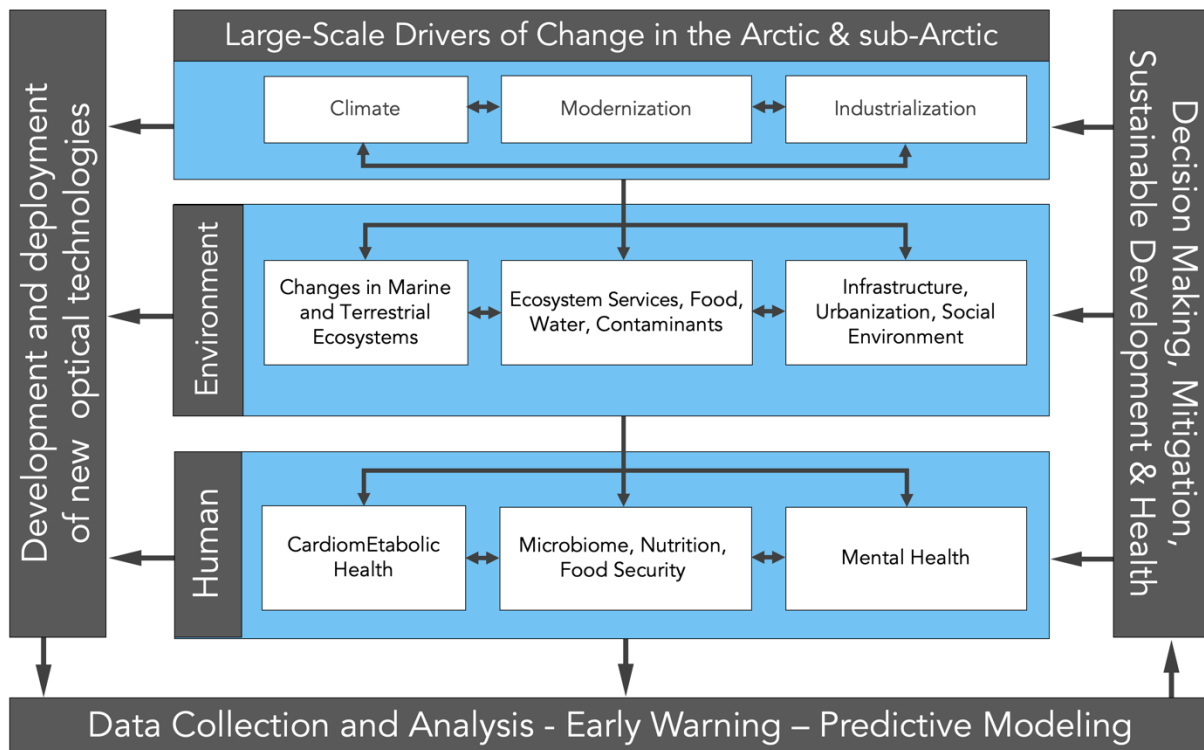 Large-Scale Drivers of Change in the Arctic & sub-Arctic
Climate
Modernization
Industrialization
Development and deployment
of new optical technologies
Environment
Changes in Marine
and Terrestrial
Ecosystems
Ecosystem Services, Food,
Water, Contaminants
Infrastructure,
Urbanization, Social
Environment
Human
CardiomEtabolic
Health
Microbiome, Nutrition,
Food Security
Mental Health
Decision Making, Mitigation,
Sustainable Development & Health
Data Collection and Analysis - Early Warning – Predictive Modeling